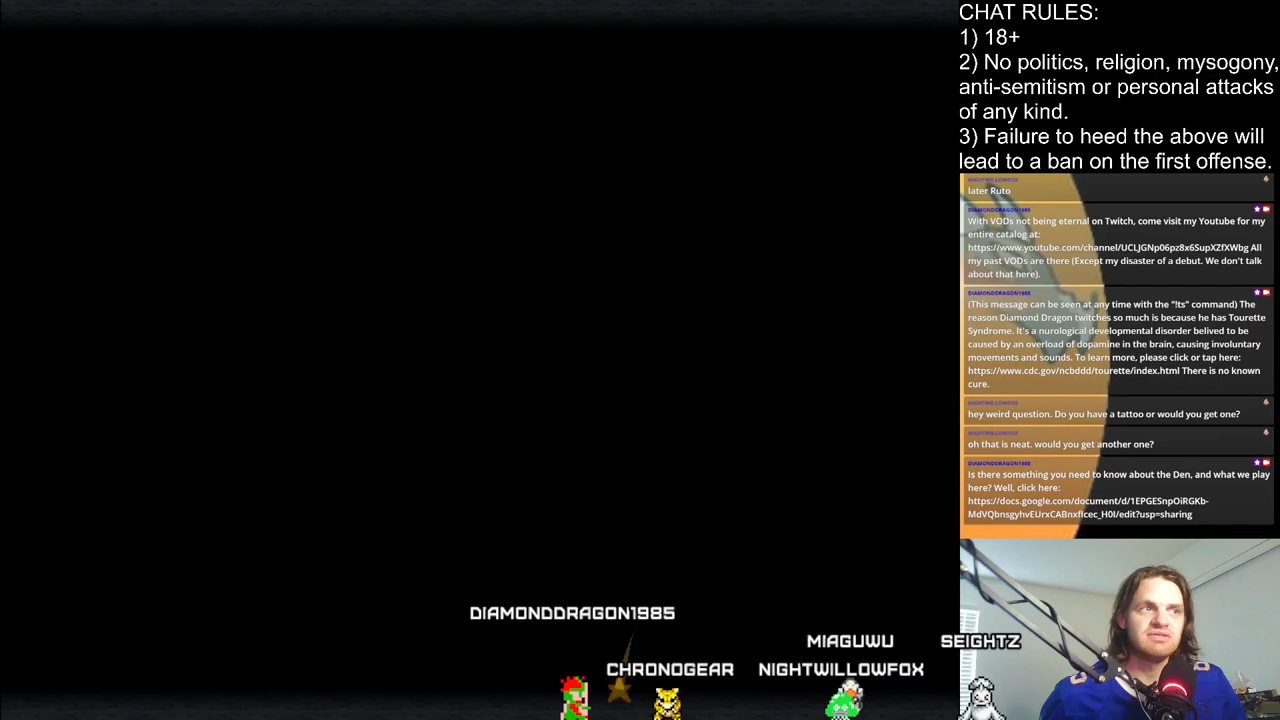 CHAT RULES:
1) 18+
2) No politics, religion, mysogony,
anti-semitism or personal attacks
of any kind.
3) Failure to heed the above will
lead to a ban on the first offense.
NIGHTWILLOWFOX
later Ruto
DIAMONDDRAGON1985
With VODs not being eternal on Twitch, come visit my Youtube for my
entire catalog at:
https://www.youtube.com/channel/UCLJGNp06pz8x6SupXZfXWbg All
my past VODs are there (Except my disaster of a debut. We don't talk
about that here).
DIAMONDDRAGON1985
(This message can be seen at any time with the "!ts" command) The
reason Diamond Dragon twitches so much is because he has Tourette
Syndrome. It's a nurological developmental disorder belived to be
caused by an overload of dopamine in the brain, causing involuntary
movements and sounds. To learn more, please click or tap here:
https://www.cdc.gov/ncbddd/tourette/index.html There is no known
cure.
NIGHTWILLOWFOX
hey weird question. Do you have a tattoo or would you get one?
NIGHTWILLOWFOX
oh that is neat. would you get another one?
DIAMONDDRAGON1985
Is there something you need to know about the Den, and what we play
here? Well, click here:
https://docs.google.com/document/d/1EPGESnpOiRGKb-
MdVQbnsgyhvEUrxCABnxfIcec_H0I/edit?usp=sharing
DIAMONDDRAGON1985
MIAGUWU
SEIGHTZ
CHRONOGEAR
NIGHTWILLOWFOX